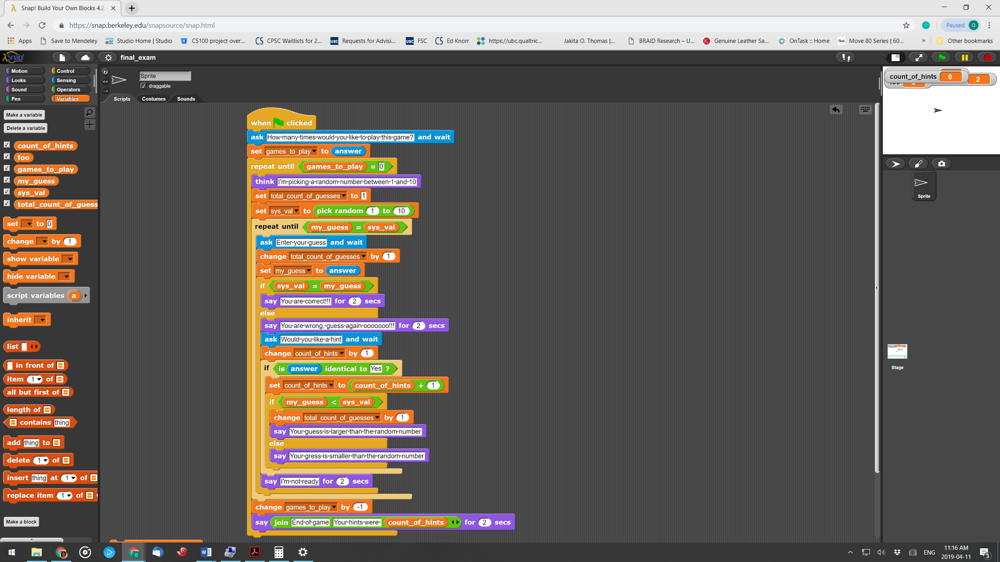 Snap! Build Your Own Blocks 4.2.
https://snap.berkeley.edu/snapsource/snap.html
Paused O
Apps Save to Mendeley Studio Home | Studio CS100 project over... CPSC Waitlists for 2... Requests for Advisi... FSC Ed Knorr https://ubc.qualtric... Jakita O. Thomas |... BRAID Research – U... Genuine Leather Sa... OnTask :: Home Move 80 Series | 60... » Other bookmarks
Snap! final_exam
Motion Control
Looks Sensing
Sound Operators
Pen Variables
Sprite
draggable
Scripts Costumes Sounds
count_of_hints 0
2
Make a variable
Delete a variable
count_of_hints
foo
games_to_play
my_guess
sys_val
total_count_of_guess
set to 0
change by 1
show variable
hide variable
script variables a
inherit
list
in front of
item 1 of
all but first of
length of
contains thing
add thing to
delete 1 of
insert thing at 1 of
replace item 1 of
Make a block
when clicked
ask How many times would you like to play this game? and wait
set games_to_play to answer
repeat until games_to_play = 0
think I'm picking a random number between 1 and 10
set total_count_of_guesses to 1
set sys_val to pick random 1 to 10
repeat until my_guess = sys_val
ask Enter your guess and wait
change total_count_of_guesses by 1
set my_guess to answer
if sys_val = my_guess
say You are correct!!! for 2 secs
else
say You are wrong, guess again ooooooo!!! for 2 secs
ask Would you like a hint and wait
change count_of_hints by 1
if is answer identical to Yes ?
set count_of_hints to count_of_hints + 1
if my_guess < sys_val
change total_count_of_guesses by 1
say Your guess is larger than the random number
else
say Your gress is smaller than the random number
say I'm not ready for 2 secs
change games_to_play by -1
say join End of game Your hints were count_of_hints for 2 secs
Sprite
Stage
ENG
11:16 AM
2019-04-11
3